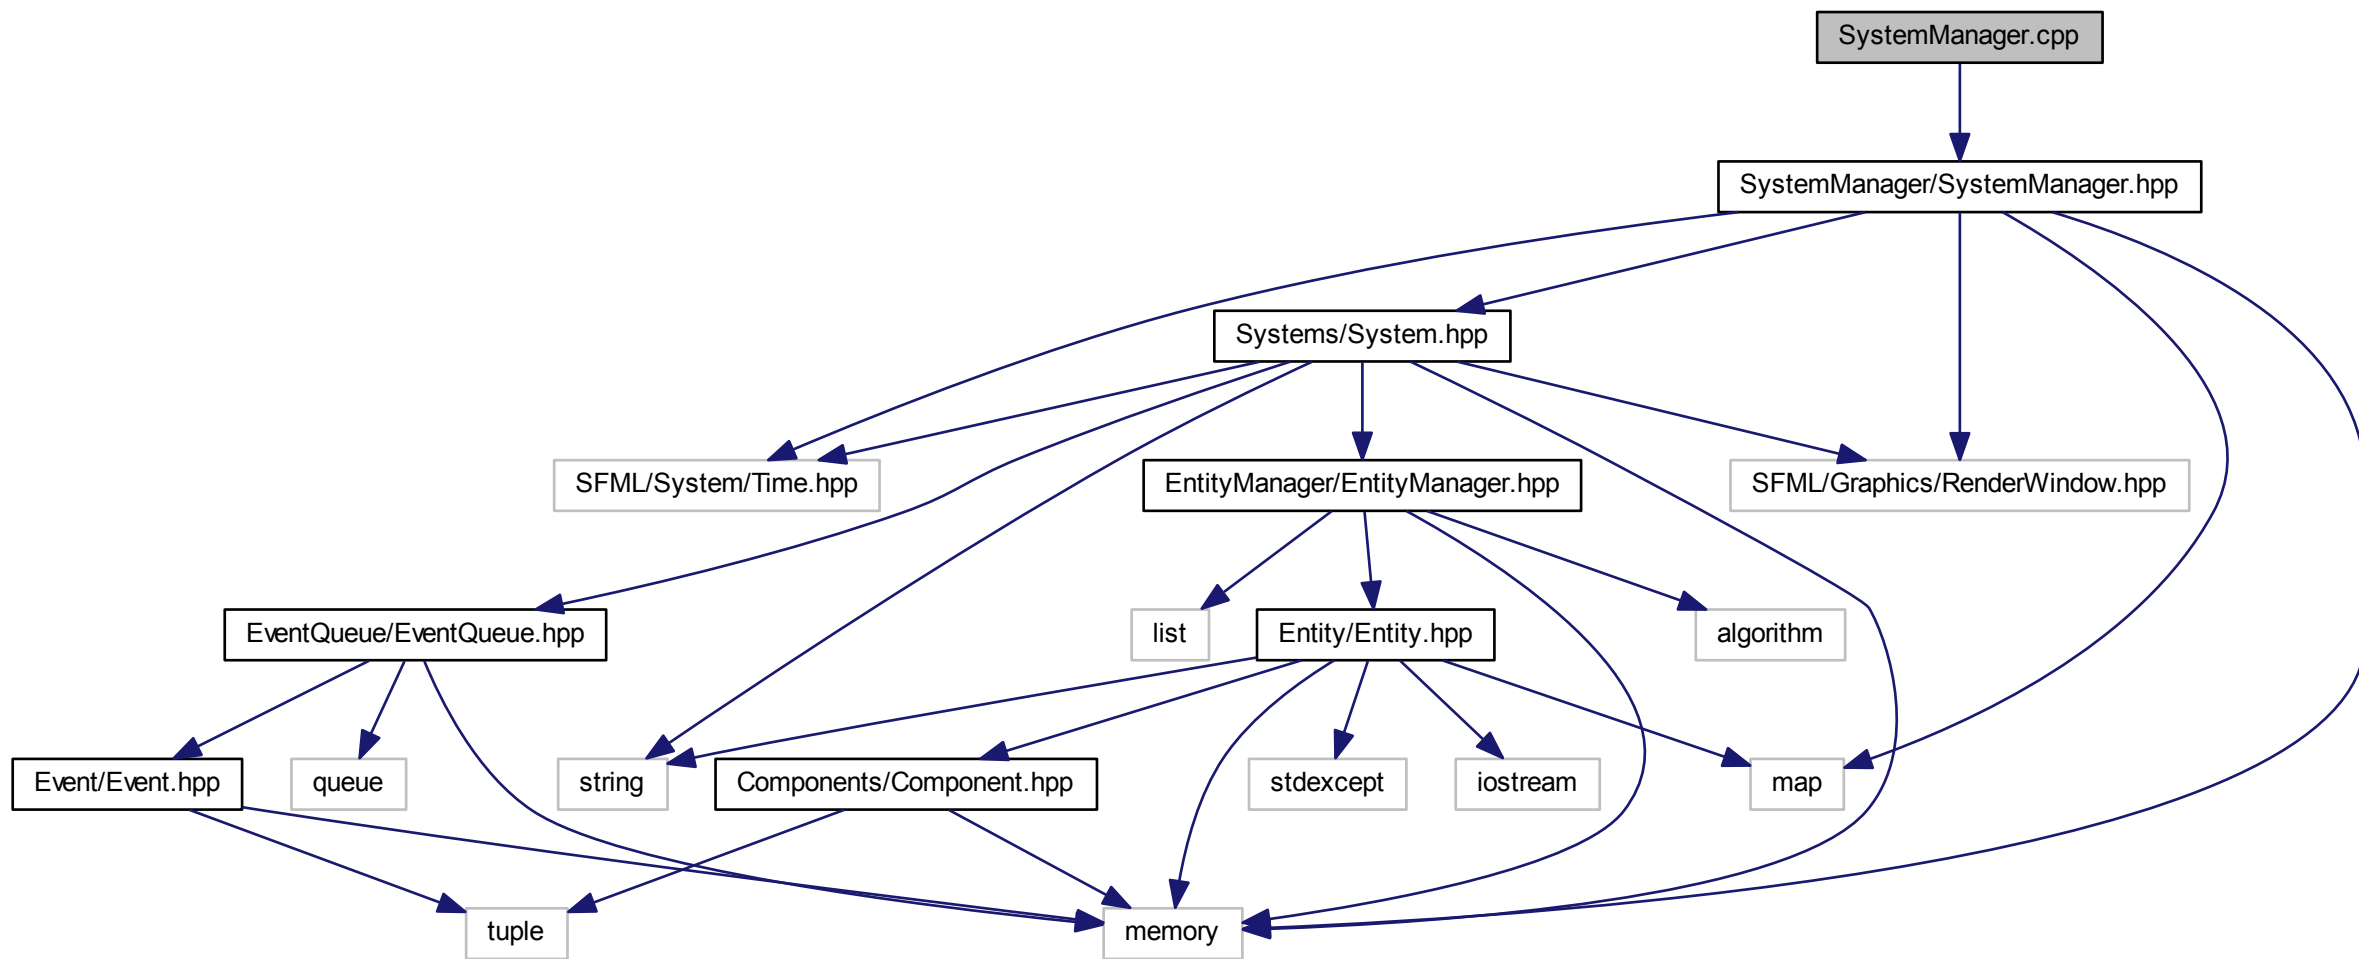 SystemManager.cpp
SystemManager/SystemManager.hpp
Systems/System.hpp
SFML/System/Time.hpp
EntityManager/EntityManager.hpp
SFML/Graphics/RenderWindow.hpp
EventQueue/EventQueue.hpp
list
Entity/Entity.hpp
algorithm
Event/Event.hpp
queue
string
Components/Component.hpp
stdexcept
iostream
map
tuple
memory